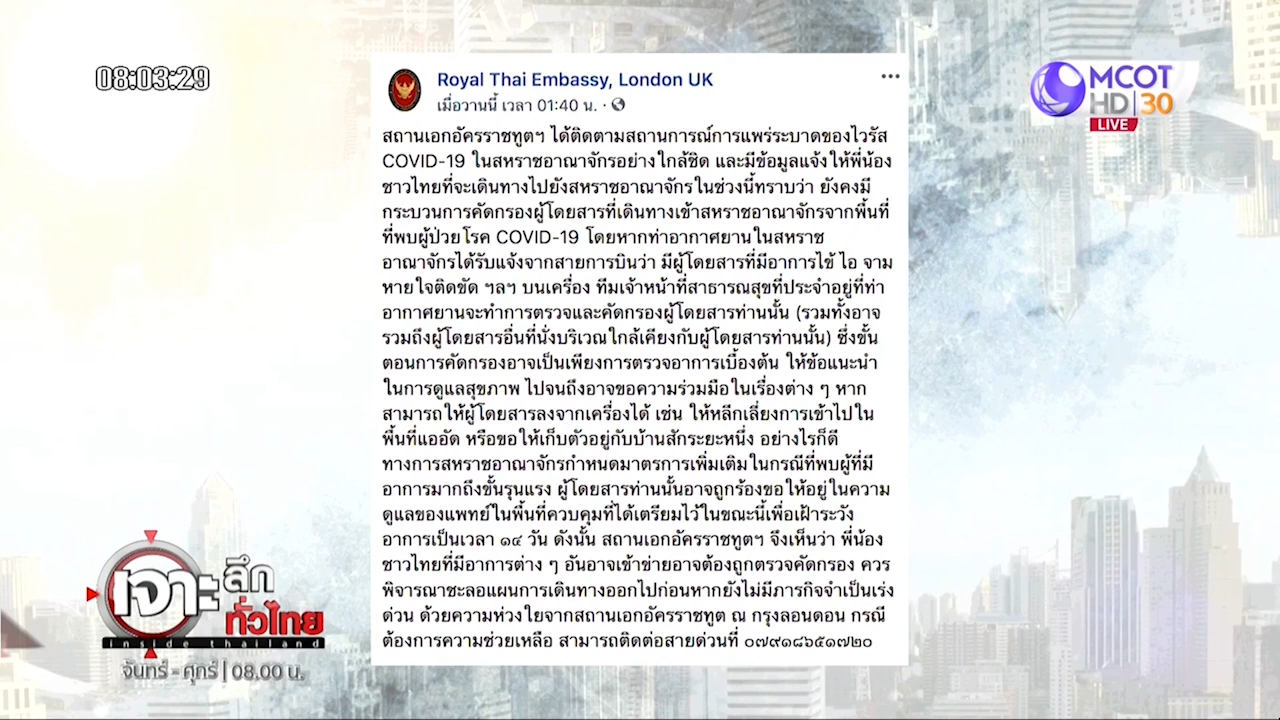 08:03:29
Royal Thai Embassy, London UK
เมื่อวานนี้ เวลา 01:40 น. ·
สถานเอกอัครราชทูตฯ ได้ติดตามสถานการณ์การแพร่ระบาดของไวรัส
COVID-19 ในสหราชอาณาจักรอย่างใกล้ชิด และมีข้อมูลแจ้งให้พี่น้อง
ชาวไทยที่จะเดินทางไปยังสหราชอาณาจักรในช่วงนี้ทราบว่า ยังคงมี
กระบวนการคัดกรองผู้โดยสารที่เดินทางเข้าสหราชอาณาจักรจากพื้นที่
ที่พบผู้ป่วยโรค COVID-19 โดยหากท่าอากาศยานในสหราช
อาณาจักรได้รับแจ้งจากสายการบินว่า มีผู้โดยสารที่มีอาการไข้ ไอ จาม
หายใจติดขัด ฯลฯ บนเครื่อง ทีมเจ้าหน้าที่สาธารณสุขที่ประจำอยู่ที่ท่า
อากาศยานจะทำการตรวจและคัดกรองผู้โดยสารท่านนั้น (รวมทั้งอาจ
รวมถึงผู้โดยสารอื่นที่นั่งบริเวณใกล้เคียงกับผู้โดยสารท่านนั้น) ซึ่งขั้น
ตอนการคัดกรองอาจเป็นเพียงการตรวจอาการเบื้องต้น ให้ข้อแนะนำ
ในการดูแลสุขภาพ ไปจนถึงอาจขอความร่วมมือในเรื่องต่าง ๆ หาก
สามารถให้ผู้โดยสารลงจากเครื่องได้ เช่น ให้หลีกเลี่ยงการเข้าไปใน
พื้นที่แออัด หรือขอให้เก็บตัวอยู่กับบ้านสักระยะหนึ่ง อย่างไรก็ดี
ทางการสหราชอาณาจักรกำหนดมาตรการเพิ่มเติมในกรณีที่พบผู้ที่มี
อาการมากถึงขั้นรุนแรง ผู้โดยสารท่านนั้นอาจถูกร้องขอให้อยู่ในความ
ดูแลของแพทย์ในพื้นที่ควบคุมที่ได้เตรียมไว้ในขณะนี้เพื่อเฝ้าระวัง
อาการเป็นเวลา ๑๔ วัน ดังนั้น สถานเอกอัครราชทูตฯ จึงเห็นว่า พี่น้อง
ชาวไทยที่มีอาการต่าง ๆ อันอาจเข้าข่ายอาจต้องถูกตรวจคัดกรอง ควร
พิจารณาชะลอแผนการเดินทางออกไปก่อนหากยังไม่มีภารกิจจำเป็นเร่ง
ด่วน ด้วยความห่วงใยจากสถานเอกอัครราชทูต ณ กรุงลอนดอน กรณี
ต้องการความช่วยเหลือ สามารถติดต่อสายด่วนที่ ๐๗๙๑๘๖๕๑๗๒๐
MCOT
HD 30
LIVE
เจาะลึก
ทั่วไทย
inside thailand
จันทร์ - ศุกร์ | 08.00 น.